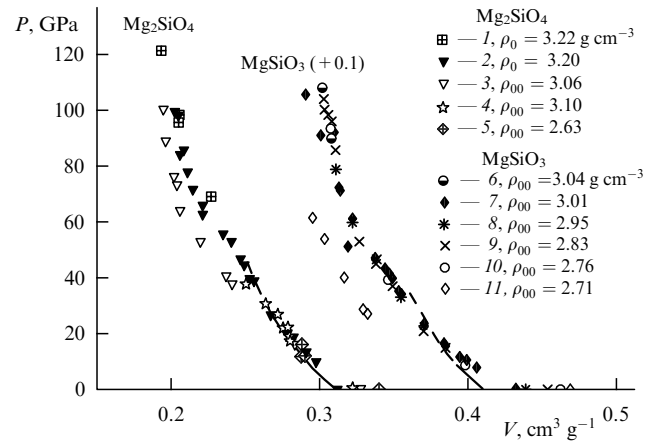 P, GPa
Mg₂SiO₄
MgSiO₃ (+0.1)
120
100
80
60
40
20
0
0.2
0.3
0.4
0.5
V, cm³ g⁻¹
Mg₂SiO₄
— 1, ρ₀ = 3.22 g cm⁻³
— 2, ρ₀ = 3.20
— 3, ρ₀₀ = 3.06
— 4, ρ₀₀ = 3.10
— 5, ρ₀₀ = 2.63
MgSiO₃
— 6, ρ₀₀ = 3.04 g cm⁻³
— 7, ρ₀₀ = 3.01
— 8, ρ₀₀ = 2.95
— 9, ρ₀₀ = 2.83
— 10, ρ₀₀ = 2.76
— 11, ρ₀₀ = 2.71